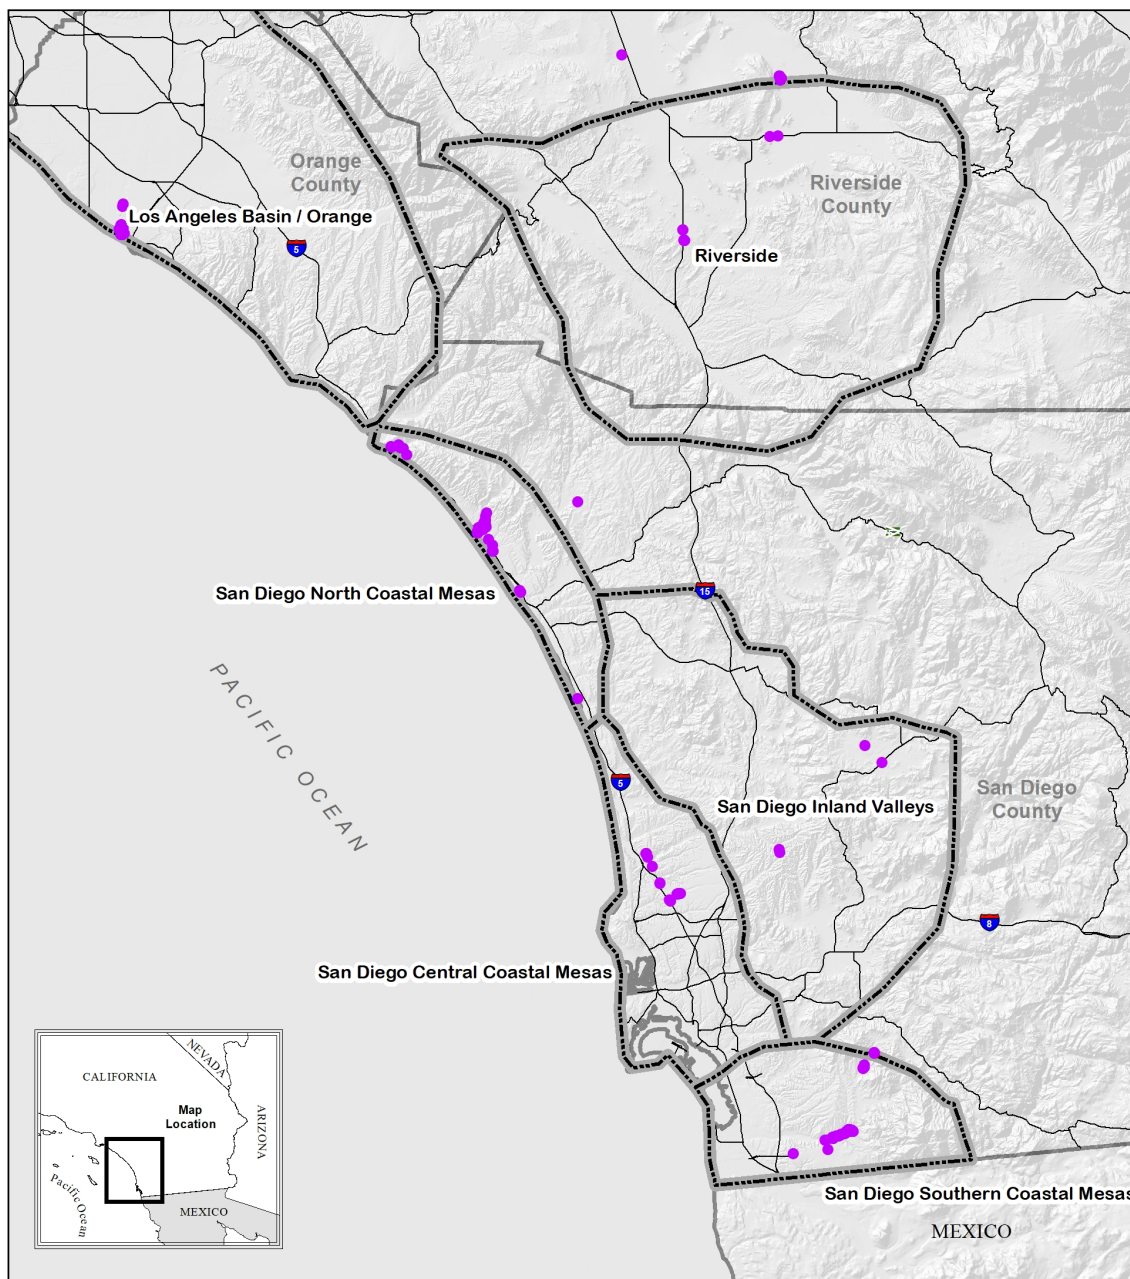 Orange
County
Los Angeles Basin / Orange
5
Riverside
County
Riverside
San Diego North Coastal Mesas
15
PACIFIC OCEAN
5
San Diego Inland Valleys
San Diego
County
8
San Diego Central Coastal Mesas
San Diego Southern Coastal Mesas
MEXICO
NEVADA
CALIFORNIA
Map
Location
ARIZONA
Pacific Ocean
MEXICO